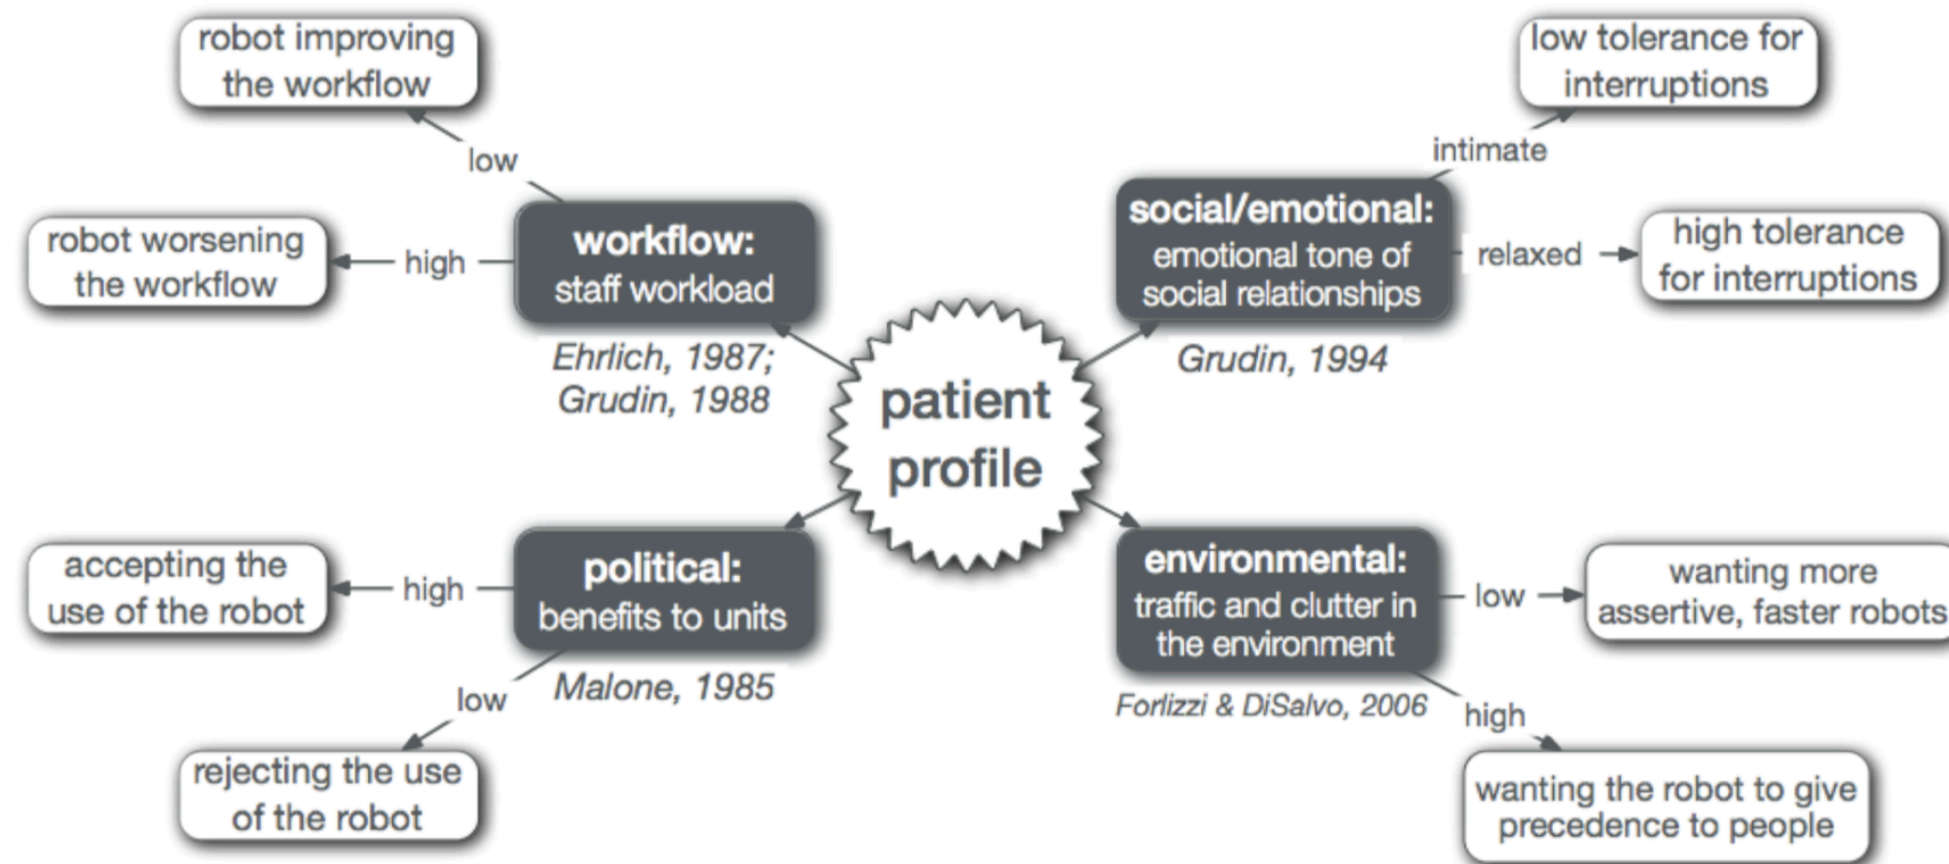 robot improving
the workflow
low
robot worsening
the workflow
high
workflow:
staff workload
Ehrlich, 1987;
Grudin, 1988
low tolerance for
interruptions
intimate
social/emotional:
emotional tone of
social relationships
relaxed
high tolerance
for interruptions
Grudin, 1994
patient
profile
accepting the
use of the robot
high
political:
benefits to units
Malone, 1985
low
rejecting the use
of the robot
environmental:
traffic and clutter in
the environment
low
wanting more
assertive, faster robots
Forlizzi & DiSalvo, 2006
high
wanting the robot to give
precedence to people